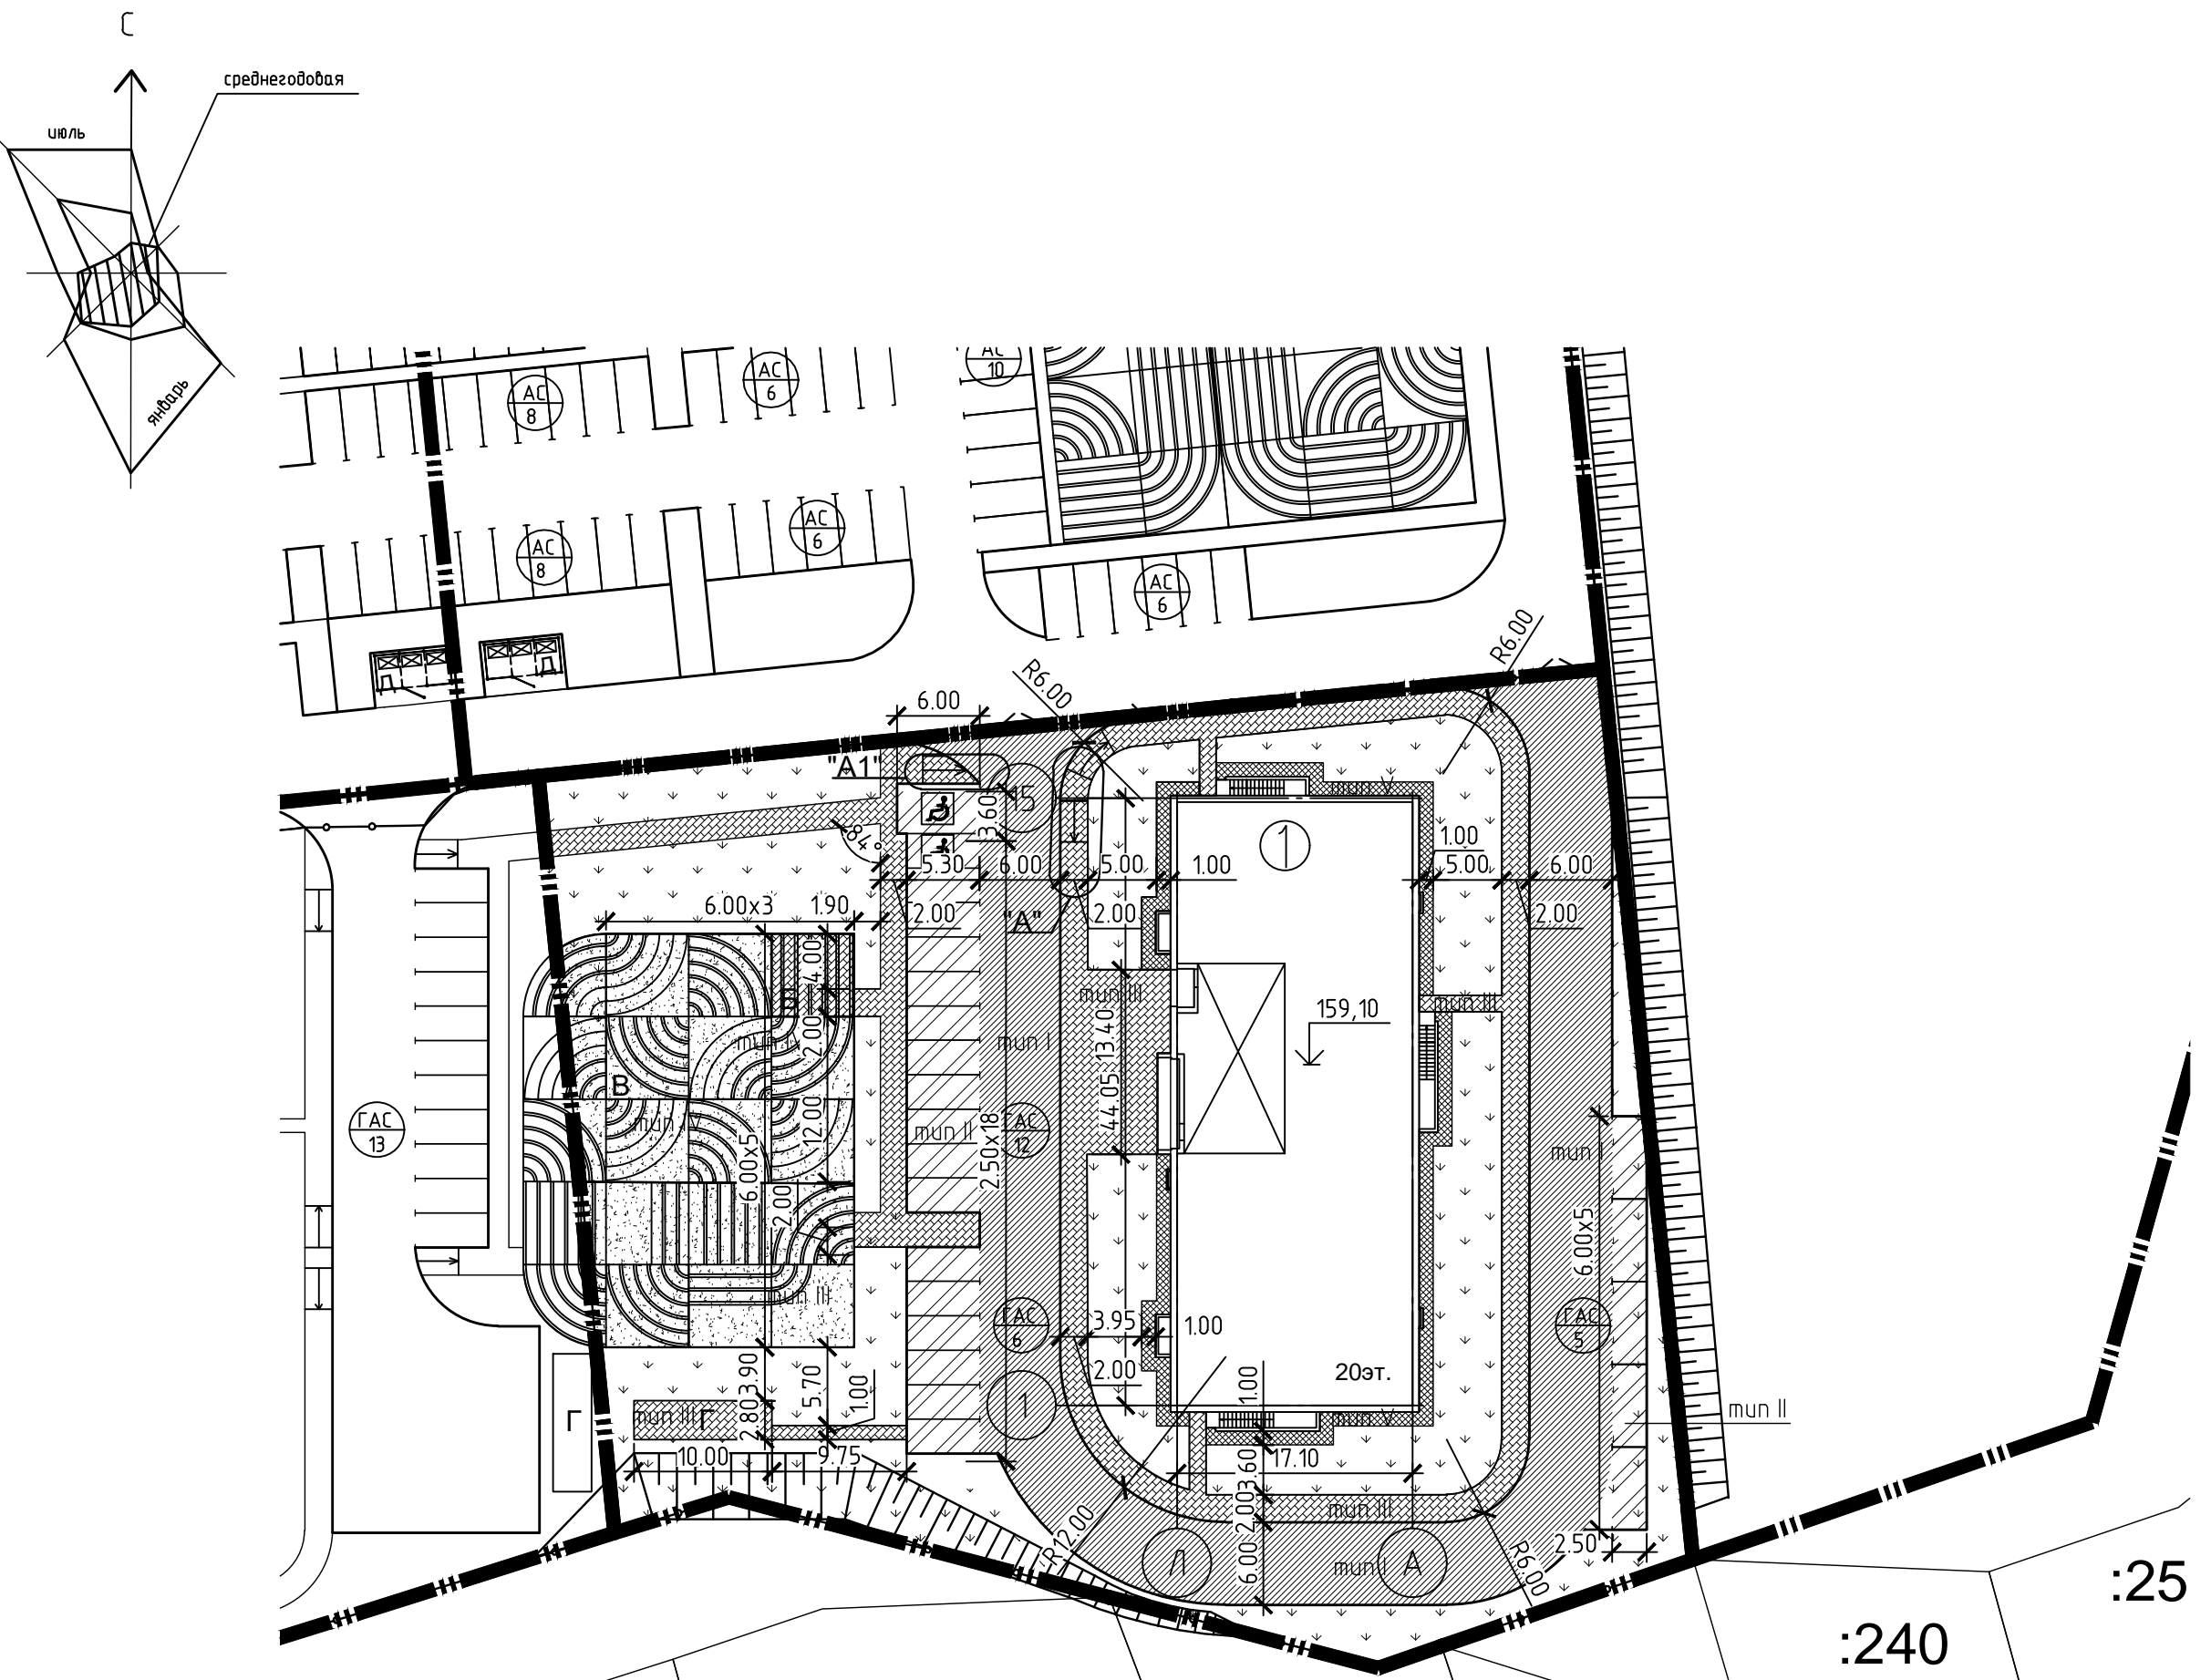 С
среднегодовая
июль
январь
АС
8
АС
6
АС
10
АС
8
АС
6
АС
6
Д
Д
R6.00
R6.00
6.00
"А1"
15
3.60
84°
тип V
1
1.00
5.30
6.00
5.00
1.00
5.00
6.00
6.00х3
1.90
2.00
"А"
2.00
2.00
4.00
Б
тип III
тип III
159,10
2.00
тип I
13.40
В
тип IV
12.00
44.05
ГАС
13
6.00х5
тип II
2.50х18
ГАС
12
тип I
2.00
6.00х5
тип III
ГАС
6
3.95
1.00
ГАС
5
2.00
20эт.
3.90
5.70
1.00
1.00
1
Г
тип III
Г
2.80
тип V
тип II
10.00
9.75
3.60
17.10
2.00
тип III
R12.00
6.00
Л
тип I
А
R6.00
2.50
:25
:240